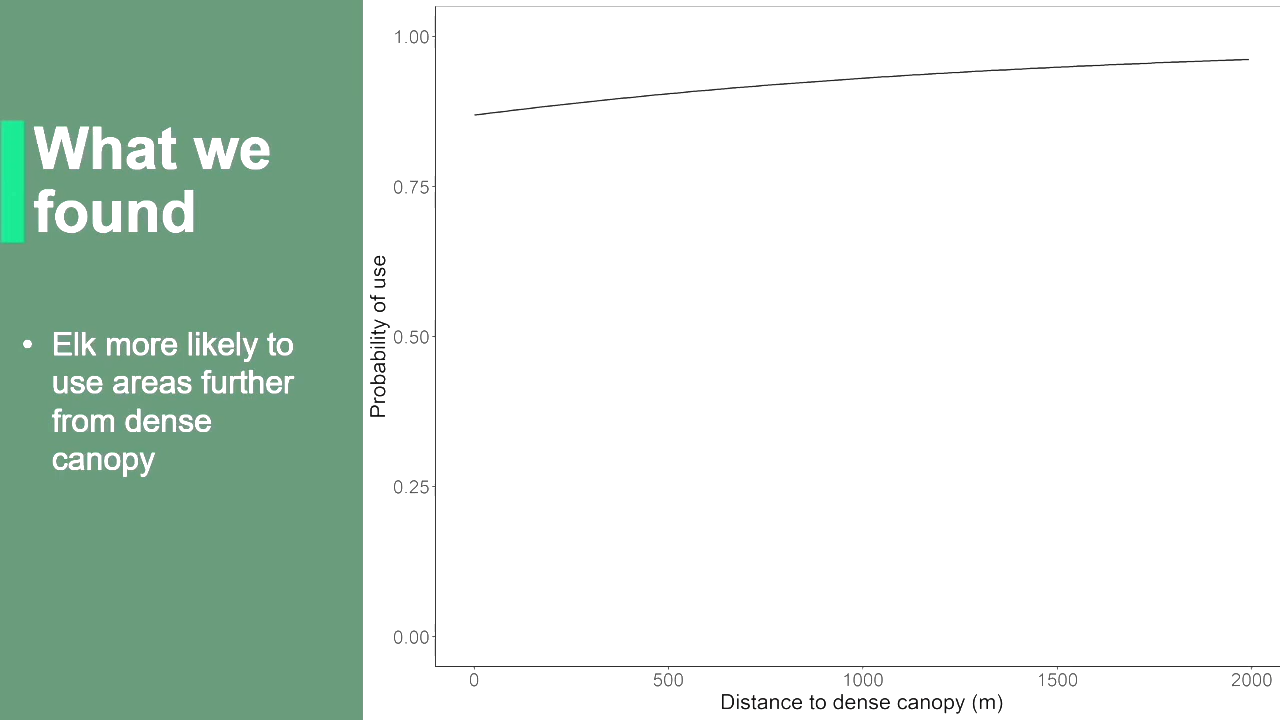 What we
found
• Elk more likely to
use areas further
from dense
canopy
Probability of use
1.00
0.75
0.50
0.25
0.00
0 500 1000 1500 2000
Distance to dense canopy (m)